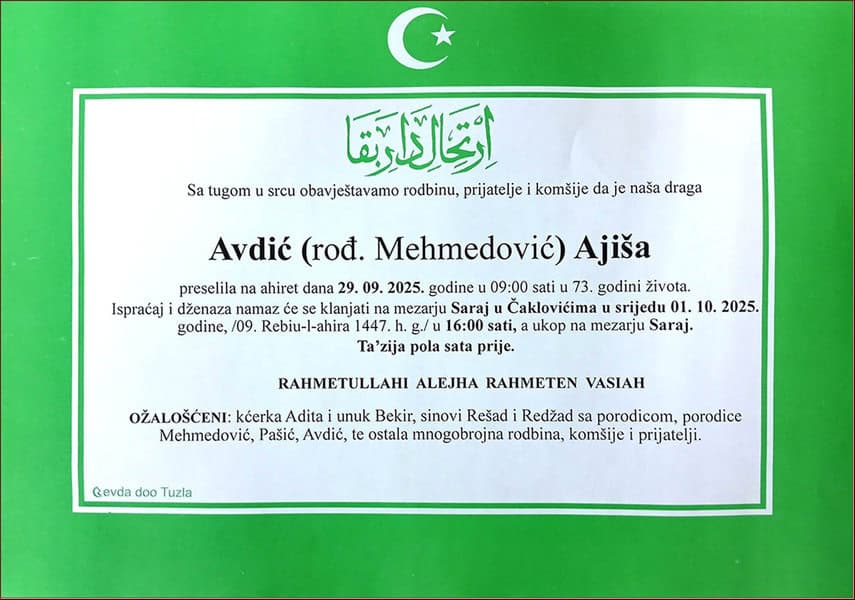 اِرْتِحَالِ دَارِ بَقَا
Sa tugom u srcu obavještavamo rodbinu, prijatelje i komšije da je naša draga
Avdić (rođ. Mehmedović) Ajiša
preselila na ahiret dana 29. 09. 2025. godine u 09:00 sati u 73. godini života.
Ispraćaj i dženaza namaz će se klanjati na mezarju Saraj u Čaklovićima u srijedu 01. 10. 2025.
godine, /09. Rebiu-l-ahira 1447. h. g./ u 16:00 sati, a ukop na mezarju Saraj.
Ta’zija pola sata prije.
RAHMETULLAHI ALEJHA RAHMETEN VASIAH
OŽALOŠĆENI: kćerka Adita i unuk Bekir, sinovi Rešad i Redžad sa porodicom, porodice
Mehmedović, Pašić, Avdić, te ostala mnogobrojna rodbina, komšije i prijatelji.
evda doo Tuzla